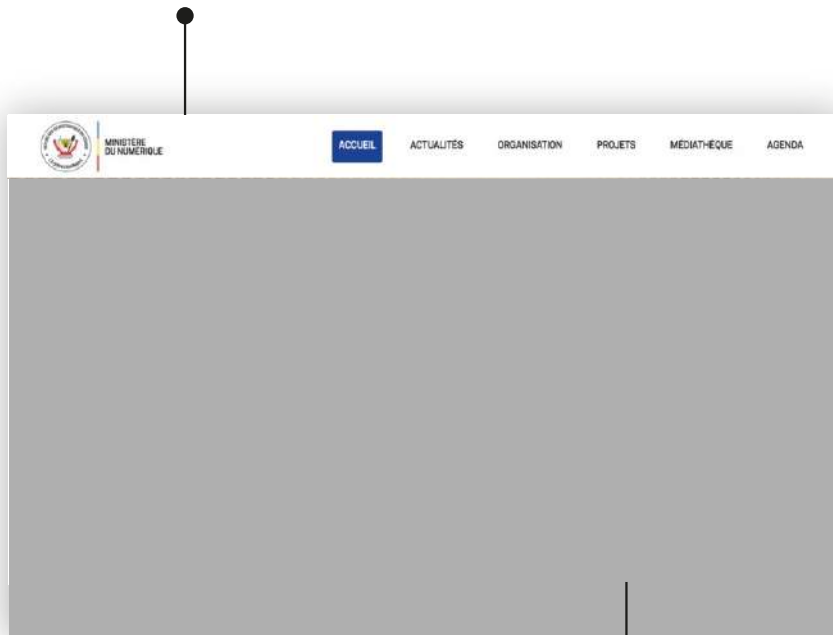 MINISTÈRE
DU NUMÉRIQUE
ACCUEIL ACTUALITÉS ORGANISATION PROJETS MÉDIATHÈQUE AGENDA